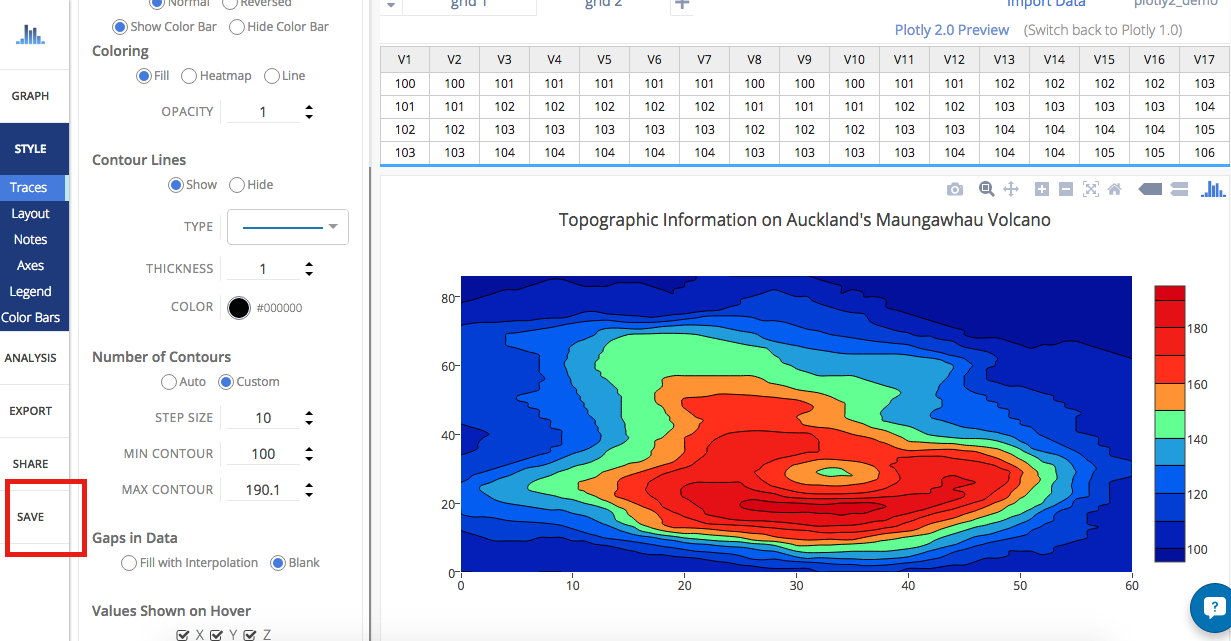 GRAPH
STYLE
Traces
Layout
Notes
Axes
Legend
Color Bars
ANALYSIS
EXPORT
SHARE
SAVE
Normal Reversed
Show Color Bar Hide Color Bar
Coloring
Fill Heatmap Line
OPACITY 1
Contour Lines
Show Hide
TYPE
THICKNESS 1
COLOR #000000
Number of Contours
Auto Custom
STEP SIZE 10
MIN CONTOUR 100
MAX CONTOUR 190.1
Gaps in Data
Fill with Interpolation Blank
Values Shown on Hover
X Y Z
grid 1 grid 2 Import Data plotly2_demo
Plotly 2.0 Preview (Switch back to Plotly 1.0)
V1 V2 V3 V4 V5 V6 V7 V8 V9 V10 V11 V12 V13 V14 V15 V16 V17
100 100 101 101 101 101 101 100 100 100 101 101 102 102 102 102 103
101 101 102 102 102 102 102 101 101 101 102 102 103 103 103 103 104
102 102 103 103 103 103 103 102 102 102 103 103 104 104 104 104 105
103 103 104 104 104 104 104 103 103 103 103 104 104 104 105 105 106
Topographic Information on Auckland's Maungawhau Volcano
80
60
40
20
0
0 10 20 30 40 50 60
180
160
140
120
100